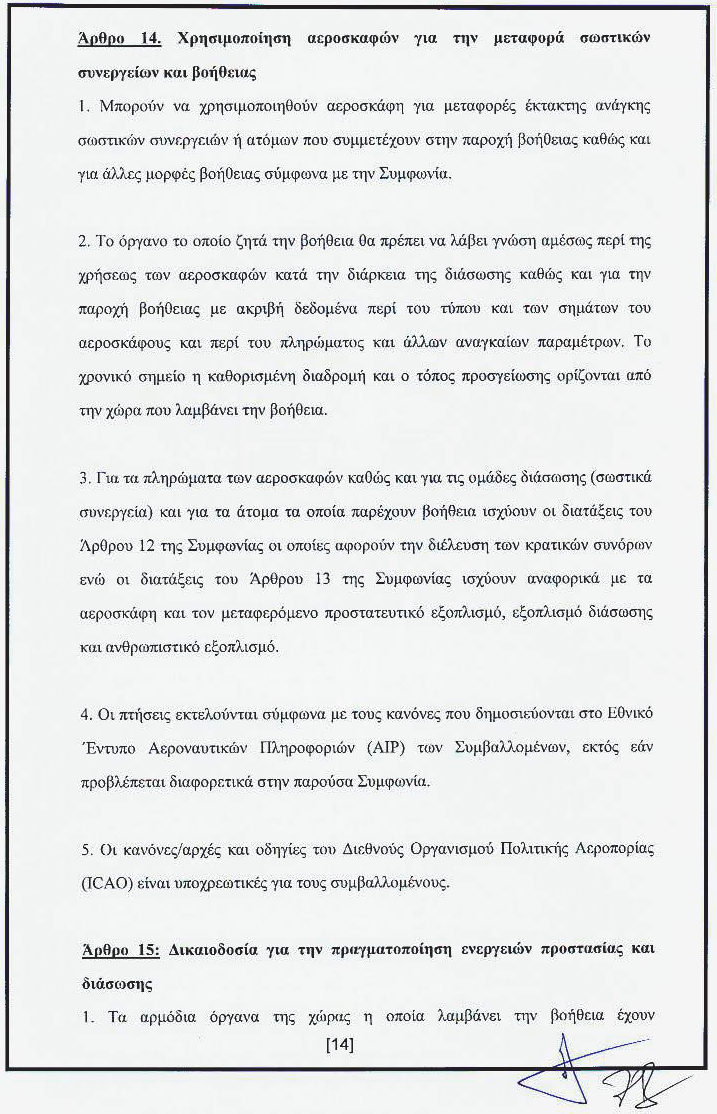 Άρθρο 14. Χρησιμοποίηση αεροσκαφών για την μεταφορά σωστικών
συνεργείων και βοήθειας
1. Μπορούν να χρησιμοποιηθούν αεροσκάφη για μεταφορές έκτακτης ανάγκης
σωστικών συνεργειών ή ατόμων που συμμετέχουν στην παροχή βοήθειας καθώς και
για άλλες μορφές βοήθειας σύμφωνα με την Συμφωνία.
2. Το όργανο το οποίο ζητά την βοήθεια θα πρέπει να λάβει γνώση αμέσως περί της
χρήσεως των αεροσκαφών κατά την διάρκεια της διάσωσης καθώς και για την
παροχή βοήθειας με ακριβή δεδομένα περί του τύπου και των σημάτων του
αεροσκάφους και περί του πληρώματος και άλλων αναγκαίων παραμέτρων. Το
χρονικό σημείο η καθορισμένη διαδρομή και ο τόπος προσγείωσης ορίζονται από
την χώρα που λαμβάνει την βοήθεια.
3. Για τα πληρώματα των αεροσκαφών καθώς και για τις ομάδες διάσωσης (σωστικά
συνεργεία) και για τα άτομα τα οποία παρέχουν βοήθεια ισχύουν οι διατάξεις του
Άρθρου 12 της Συμφωνίας οι οποίες αφορούν την διέλευση των κρατικών συνόρων
ενώ οι διατάξεις του Άρθρου 13 της Συμφωνίας ισχύουν αναφορικά με τα
αεροσκάφη και τον μεταφερόμενο προστατευτικό εξοπλισμό, εξοπλισμό διάσωσης
και ανθρωπιστικό εξοπλισμό.
4. Οι πτήσεις εκτελούνται σύμφωνα με τους κανόνες που δημοσιεύονται στο Εθνικό
Έντυπο Αεροναυτικών Πληροφοριών (AIP) των Συμβαλλομένων, εκτός εάν
προβλέπεται διαφορετικά στην παρούσα Συμφωνία.
5. Οι κανόνες/αρχές και οδηγίες του Διεθνούς Οργανισμού Πολιτικής Αεροπορίας
(ICAO) είναι υποχρεωτικές για τους συμβαλλομένους.
Άρθρο 15: Δικαιοδοσία για την πραγματοποίηση ενεργειών προστασίας και
διάσωσης
1. Τα αρμόδια όργανα της χώρας η οποία λαμβάνει την βοήθεια έχουν
[14]